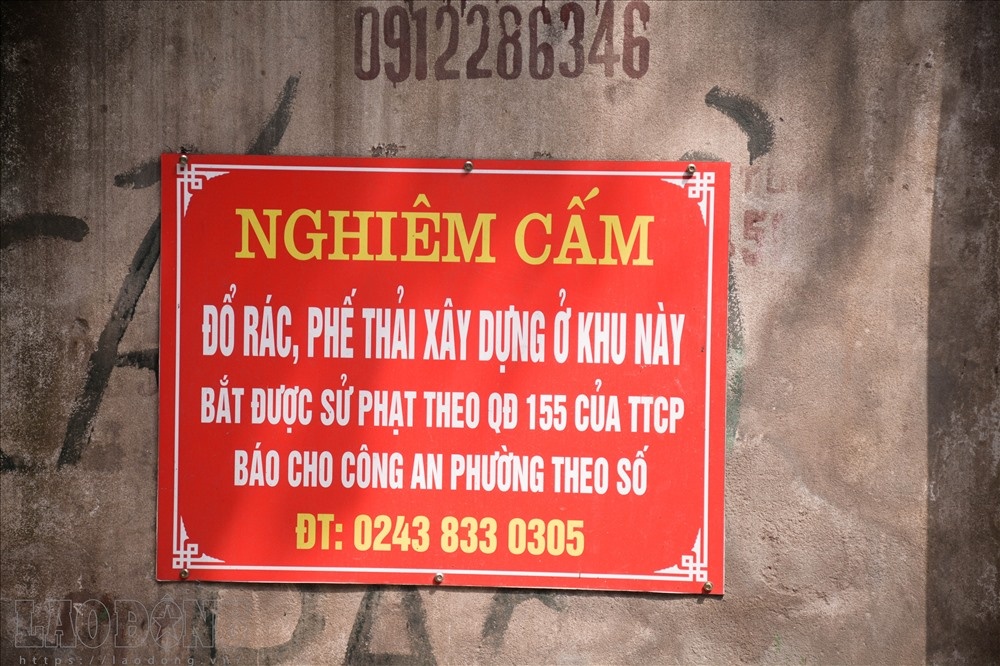 0912286346
NGHIÊM CẤM
ĐỔ RÁC, PHẾ THẢI XÂY DỰNG Ở KHU NÀY
BẮT ĐƯỢC SỬ PHẠT THEO QĐ 155 CỦA TTCP
BÁO CHO CÔNG AN PHƯỜNG THEO SỐ
ĐT: 0243 833 0305
LAODONG
https://laodong.vn